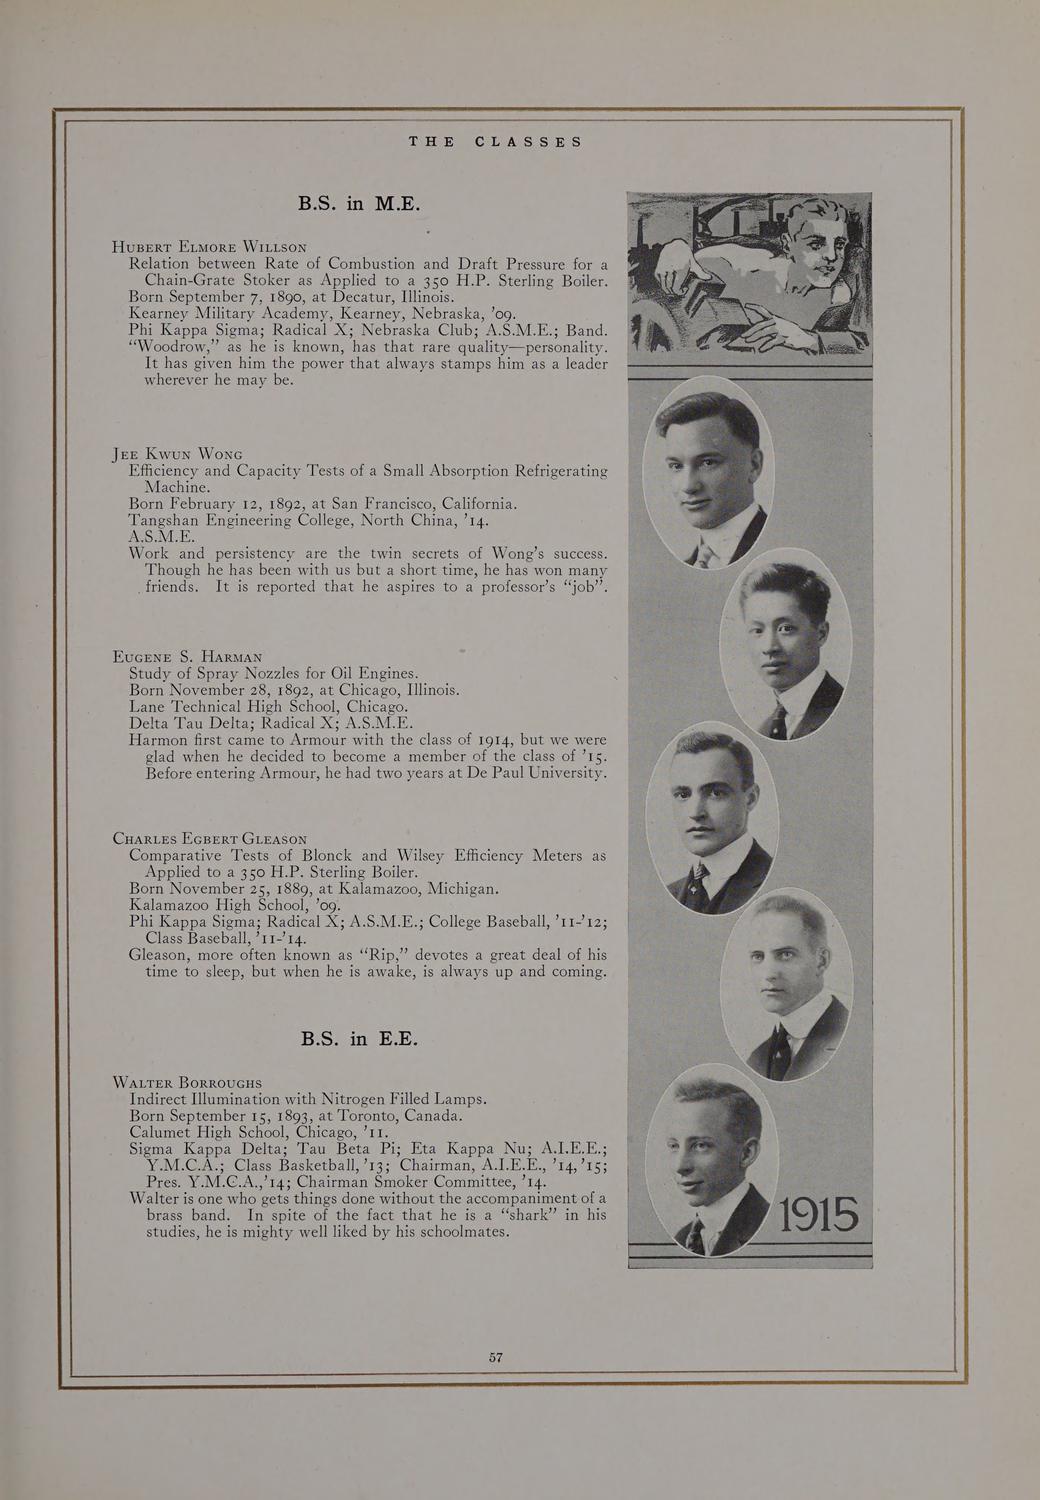 THE CLASSES
B.S. in M.E.
Hubert Elmore Willson
Relation between Rate of Combustion and Draft Pressure for a
Chain-Grate Stoker as Applied to a 350 H.P. Sterling Boiler.
Born September 7, 1890, at Decatur, Illinois.
Kearney Military Academy, Kearney, Nebraska, ’09.
Phi Kappa Sigma; Radical X; Nebraska Club; A.S.M.E.; Band.
“Woodrow,” as he is known, has that rare quality—personality.
It has given him the power that always stamps him as a leader
wherever he may be.
Jee Kwun Wong
Efficiency and Capacity Tests of a Small Absorption Refrigerating
Machine.
Born February 12, 1892, at San Francisco, California.
Tangshan Engineering College, North China, ’14.
A.S.M.E.
Work and persistency are the twin secrets of Wong’s success.
Though he has been with us but a short time, he has won many
friends. It is reported that he aspires to a professor’s “job”.
Eugene S. Harman
Study of Spray Nozzles for Oil Engines.
Born November 28, 1892, at Chicago, Illinois.
Lane Technical High School, Chicago.
Delta Tau Delta; Radical X; A.S.M.E.
Harmon first came to Armour with the class of 1914, but we were
glad when he decided to become a member of the class of ’15.
Before entering Armour, he had two years at De Paul University.
Charles Egbert Gleason
Comparative Tests of Blonck and Wilsey Efficiency Meters as
Applied to a 350 H.P. Sterling Boiler.
Born November 25, 1889, at Kalamazoo, Michigan.
Kalamazoo High School, ’09.
Phi Kappa Sigma; Radical X; A.S.M.E.; College Baseball, ’11-’12;
Class Baseball, ’11-’14.
Gleason, more often known as “Rip,” devotes a great deal of his
time to sleep, but when he is awake, is always up and coming.
B.S. in E.E.
Walter Borroughs
Indirect Illumination with Nitrogen Filled Lamps.
Born September 15, 1893, at Toronto, Canada.
Calumet High School, Chicago, ’11.
Sigma Kappa Delta; Tau Beta Pi; Eta Kappa Nu; A.I.E.E.;
Y.M.C.A.; Class Basketball, ’13; Chairman, A.I.E.E., ’14, ’15;
Pres. Y.M.C.A., ’14; Chairman Smoker Committee, ’14.
Walter is one who gets things done without the accompaniment of a
brass band. In spite of the fact that he is a “shark” in his
studies, he is mighty well liked by his schoolmates.
1915
57